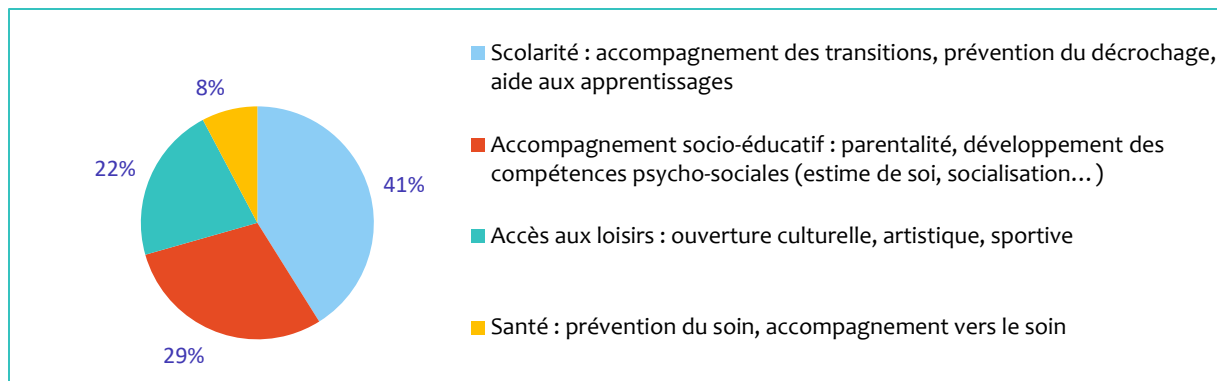 Scolarité : accompagnement des transitions, prévention du décrochage,
aide aux apprentissages
8%
Accompagnement socio-éducatif : parentalité, développement des
compétences psycho-sociales (estime de soi, socialisation…)
22%
41%
Accès aux loisirs : ouverture culturelle, artistique, sportive
Santé : prévention du soin, accompagnement vers le soin
29%